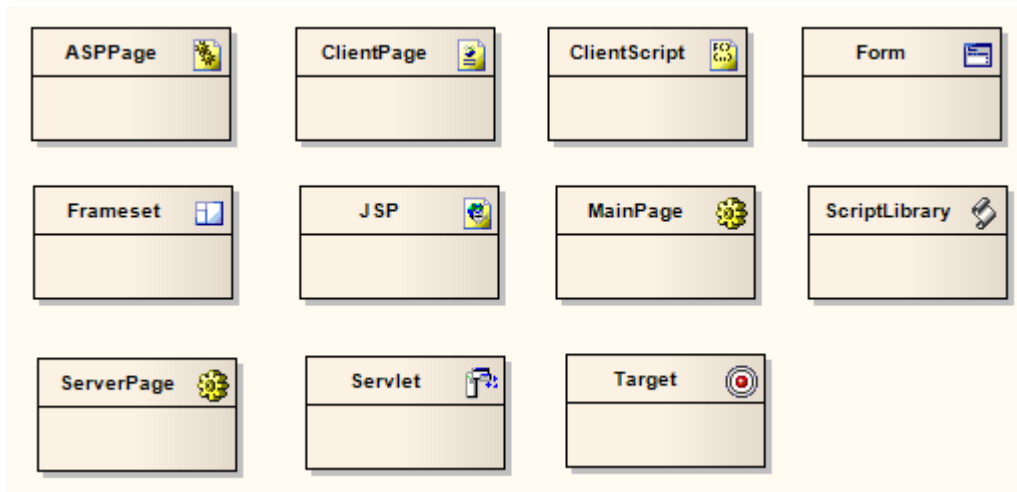 ASPPage ClientPage ClientScript Form
Frameset JSP MainPage ScriptLibrary
ServerPage Servlet Target